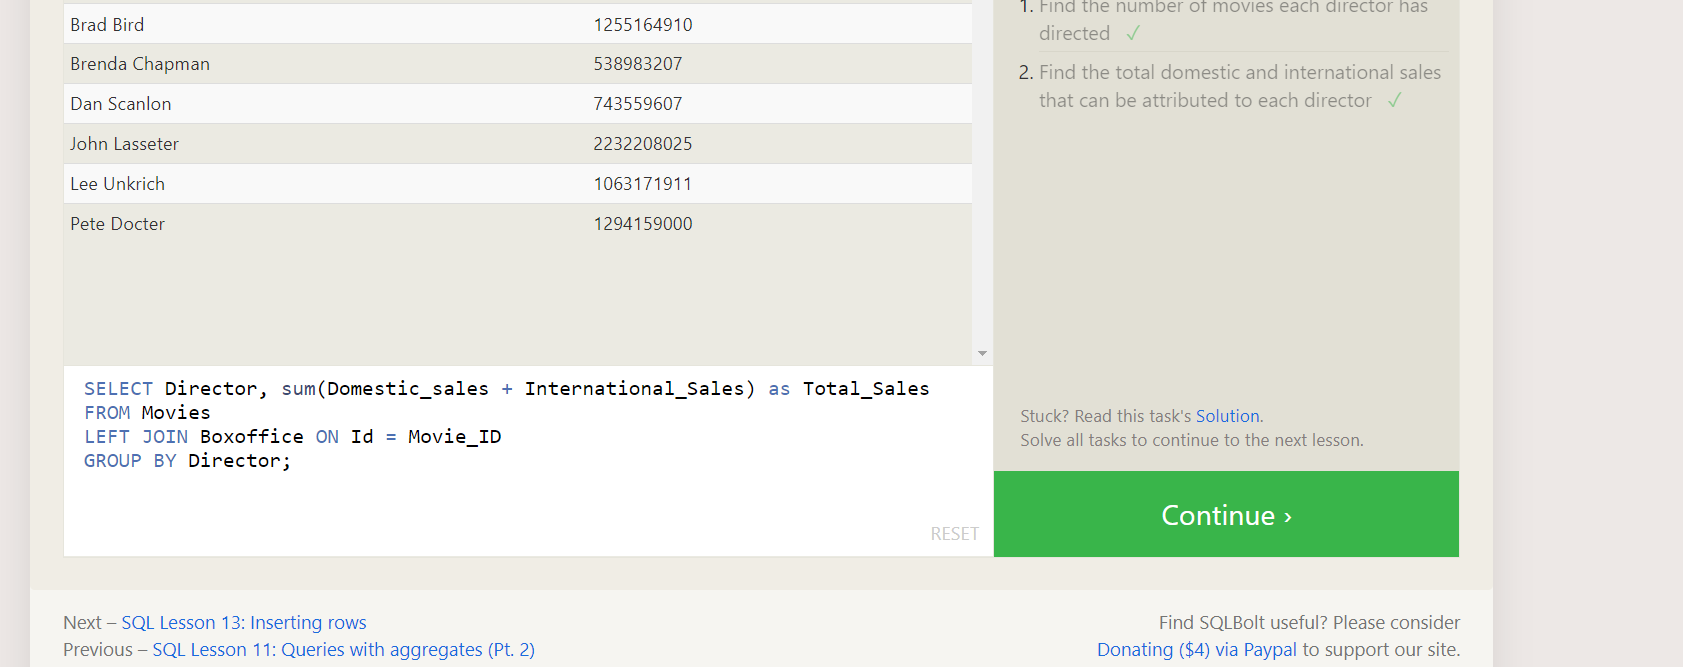 Brad Bird 1255164910
Brenda Chapman 538983207
Dan Scanlon 743559607
John Lasseter 2232208025
Lee Unkrich 1063171911
Pete Docter 1294159000
SELECT Director, sum(Domestic_sales + International_Sales) as Total_Sales
FROM Movies
LEFT JOIN Boxoffice ON Id = Movie_ID
GROUP BY Director;
RESET
1. Find the number of movies each director has
directed ✓
2. Find the total domestic and international sales
that can be attributed to each director ✓
Stuck? Read this task's Solution.
Solve all tasks to continue to the next lesson.
Continue ›
Next – SQL Lesson 13: Inserting rows
Previous – SQL Lesson 11: Queries with aggregates (Pt. 2)
Find SQLBolt useful? Please consider
Donating ($4) via Paypal to support our site.